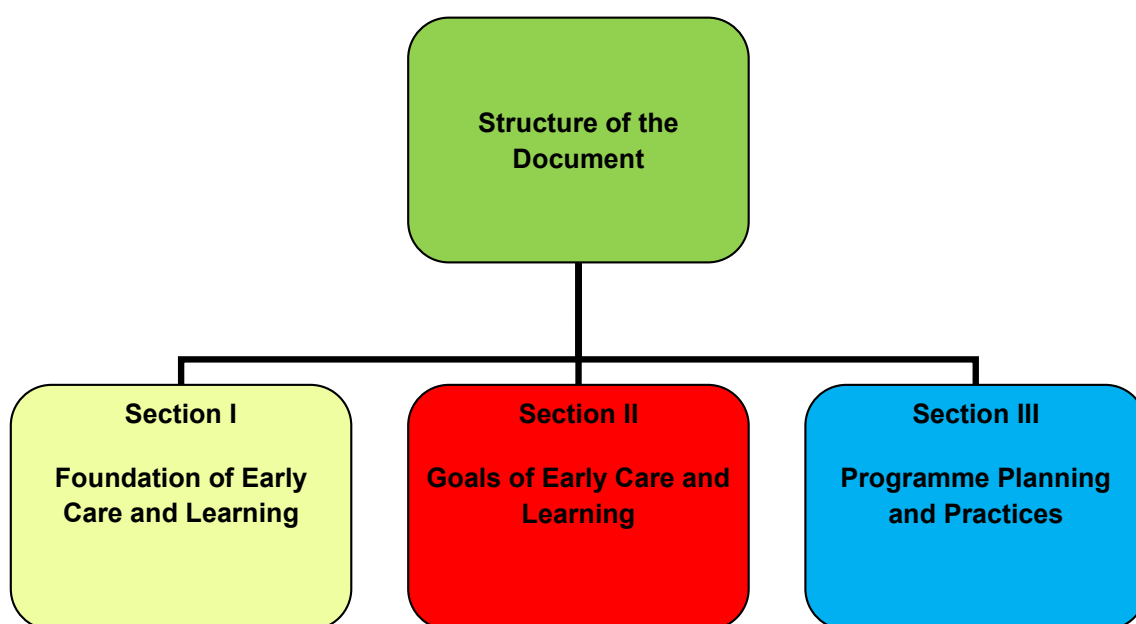 Structure of the
Document
Section I
Foundation of Early
Care and Learning
Section II
Goals of Early Care and
Learning
Section III
Programme Planning
and Practices